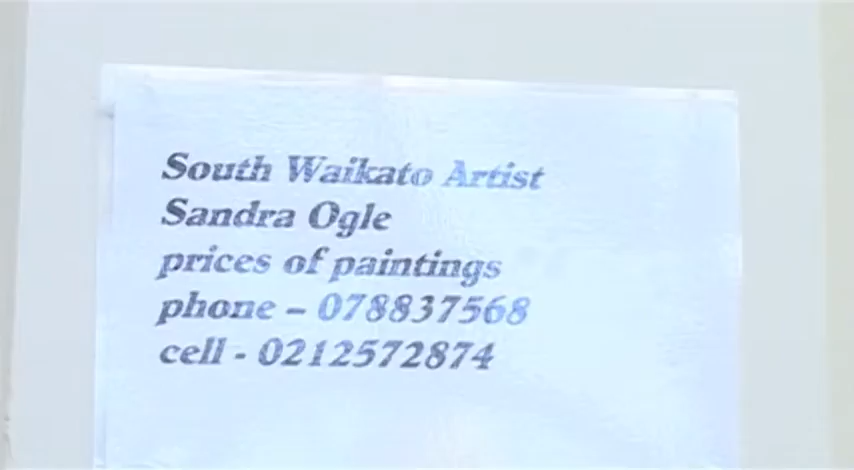 South Waikato Artist
Sandra Ogle
prices of paintings
phone – 078837568
cell - 0212572874